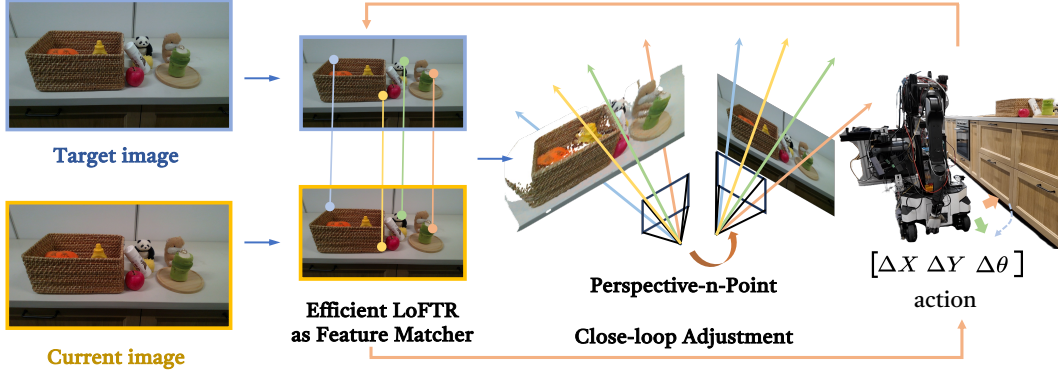 Target image
Current image
Efficient LoFTR
as Feature Matcher
Perspective-n-Point
Close-loop Adjustment
[ΔX ΔY Δθ]
action